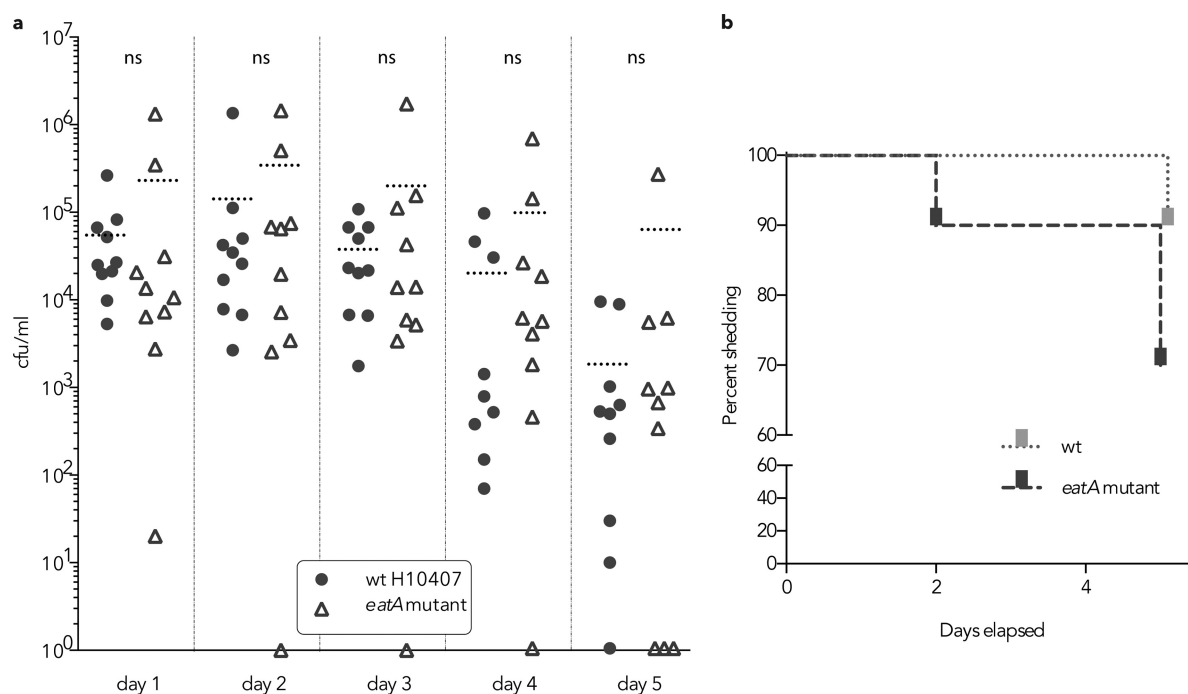 a
cfu/ml
10^7
10^6
10^5
10^4
10^3
10^2
10^1
10^0
ns ns ns ns ns
wt H10407
eatA mutant
day 1 day 2 day 3 day 4 day 5
b
Percent shedding
100
90
80
70
60
60
40
20
0
wt
eatA mutant
0 2 4
Days elapsed